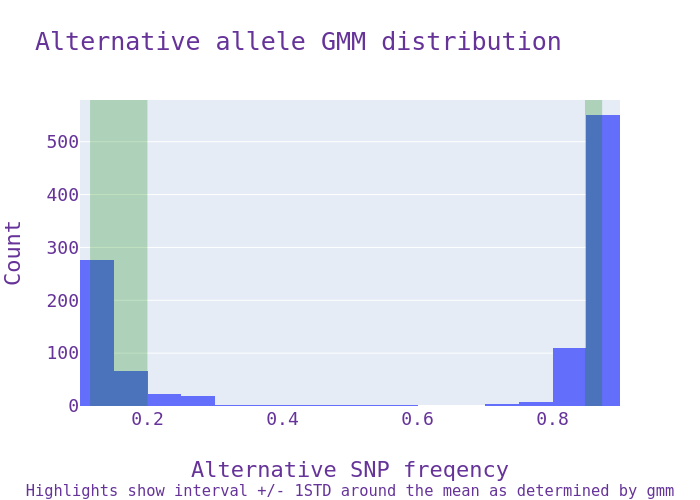 Alternative allele GMM distribution
500
400
300
200
100
0
Count
0.2 0.4 0.6 0.8
Alternative SNP freqency
Highlights show interval +/- 1STD around the mean as determined by gmm